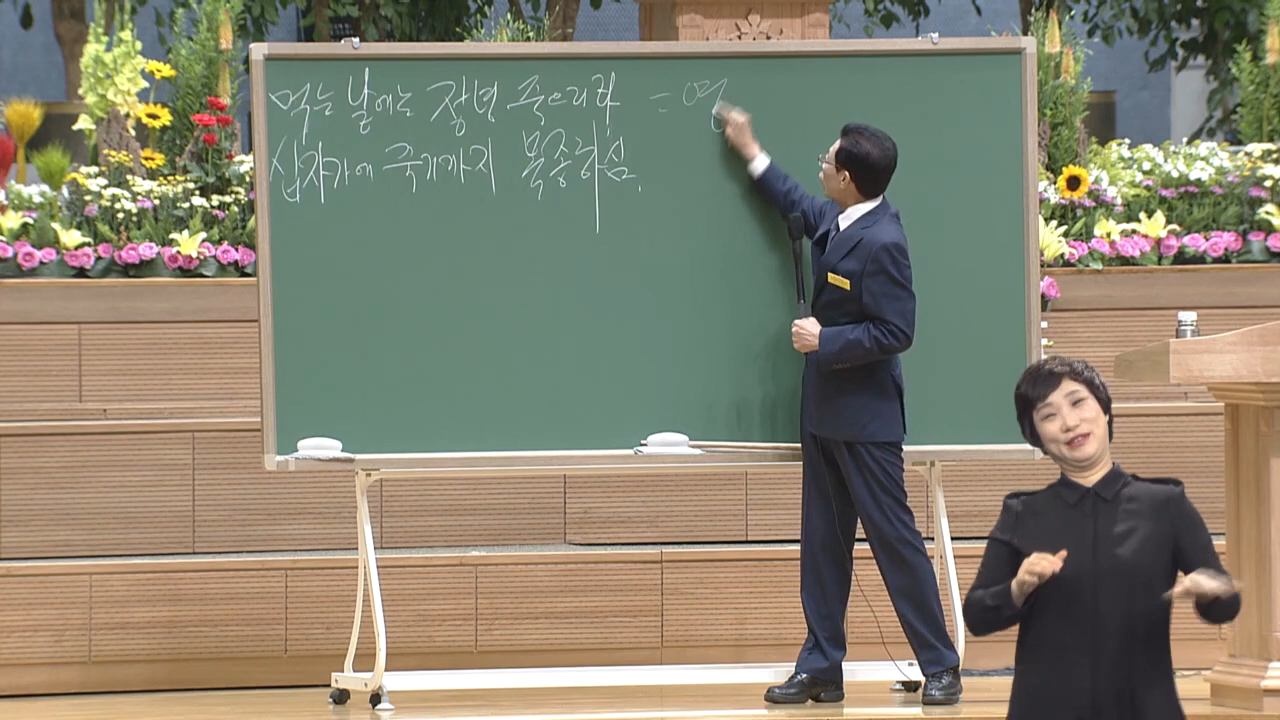 먹는 날에는 정녕 죽으리라 = 영
십자가에 죽기까지 복종하심.